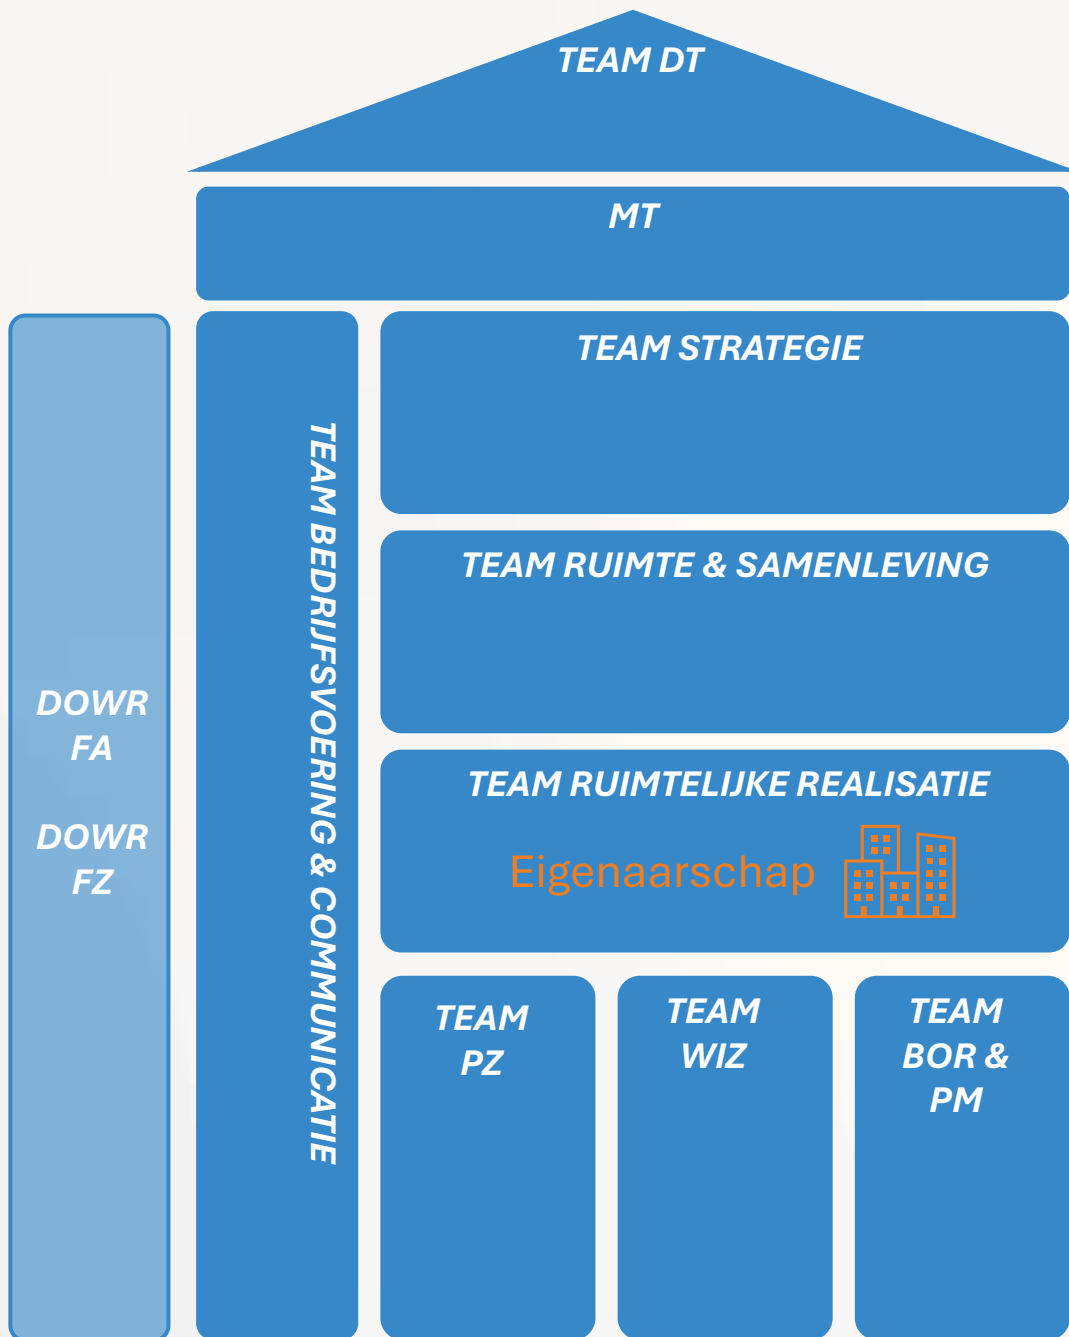 TEAM DT
MT
DOWR
FA
DOWR
FZ
TEAM BEDRIJFSVOERING & COMMUNICATIE
TEAM STRATEGIE
TEAM RUIMTE & SAMENLEVING
TEAM RUIMTELIJKE REALISATIE
Eigenaarschap
TEAM
PZ
TEAM
WIZ
TEAM
BOR &
PM